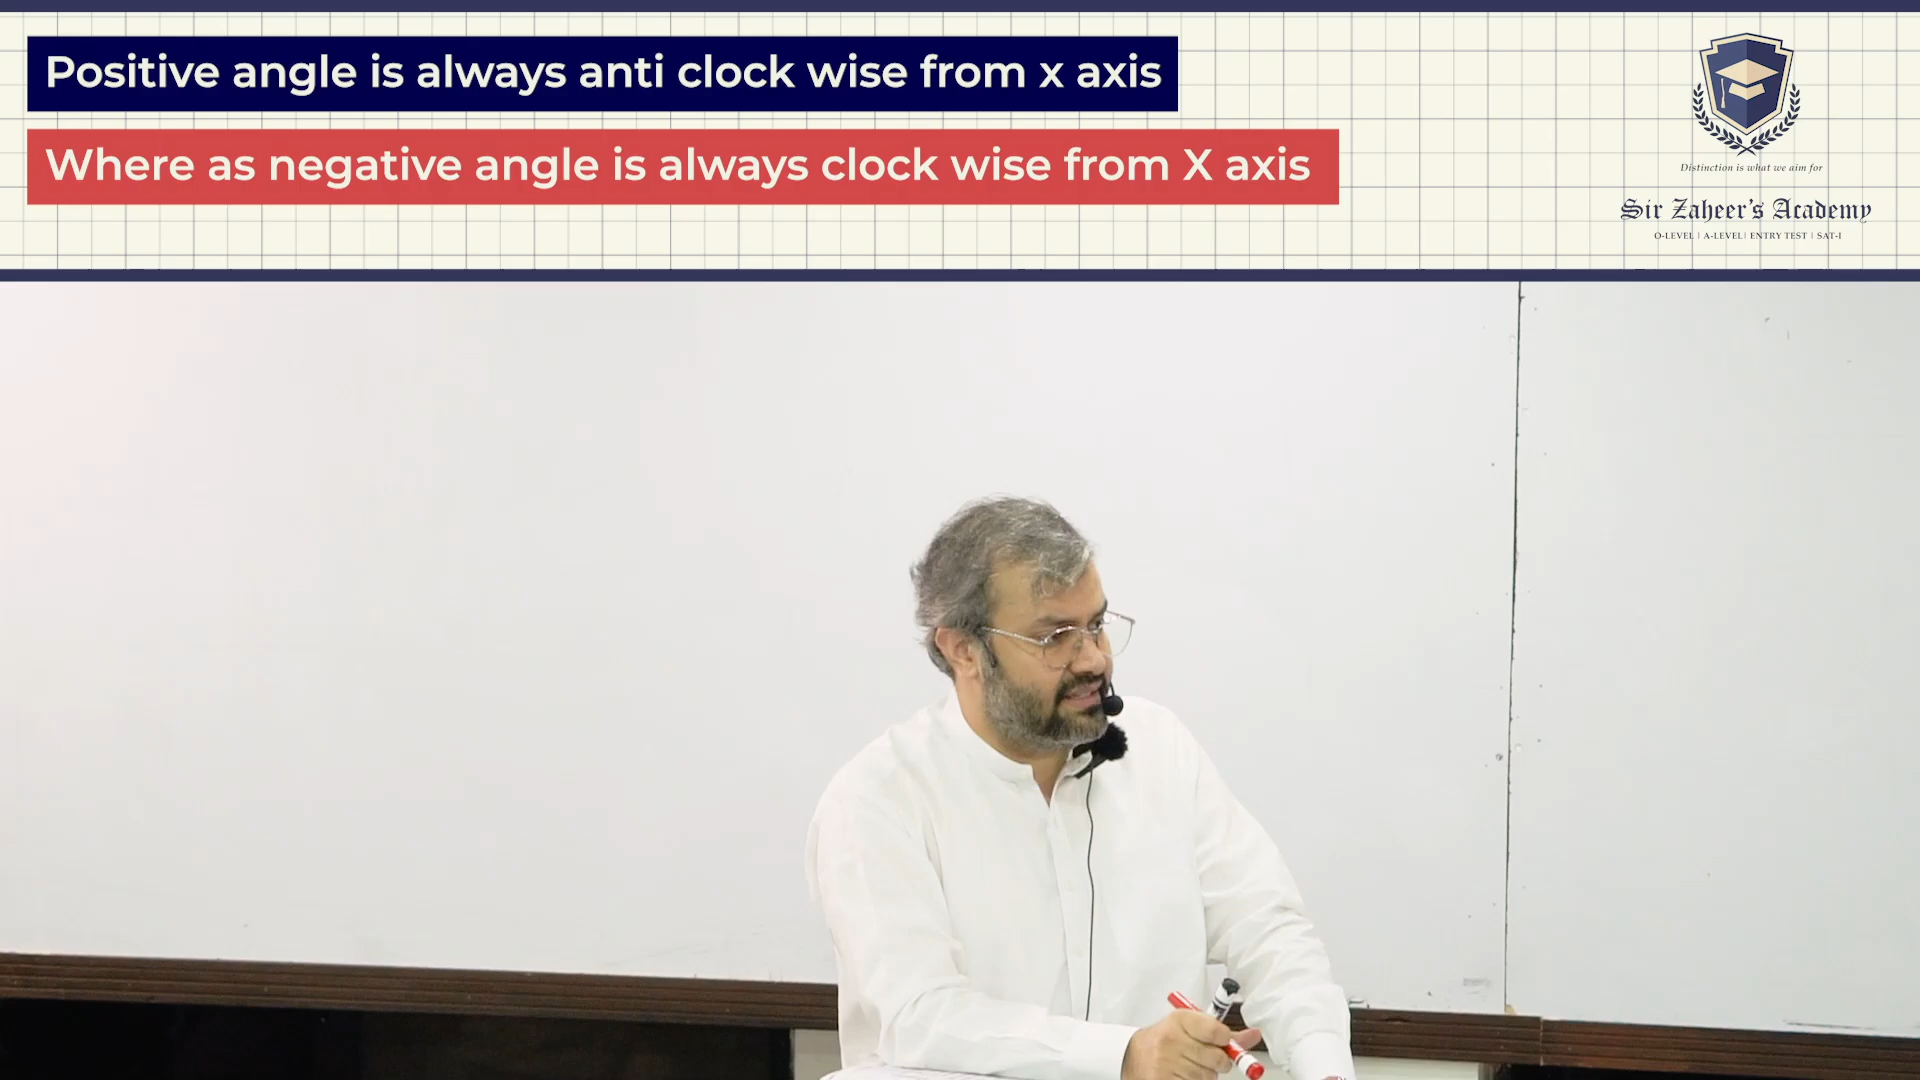 Positive angle is always anti clock wise from x axis
Where as negative angle is always clock wise from X axis
Distinction is what we aim for
Sir Zaheer's Academy
O-LEVEL | A-LEVEL | ENTRY TEST | SAT-I